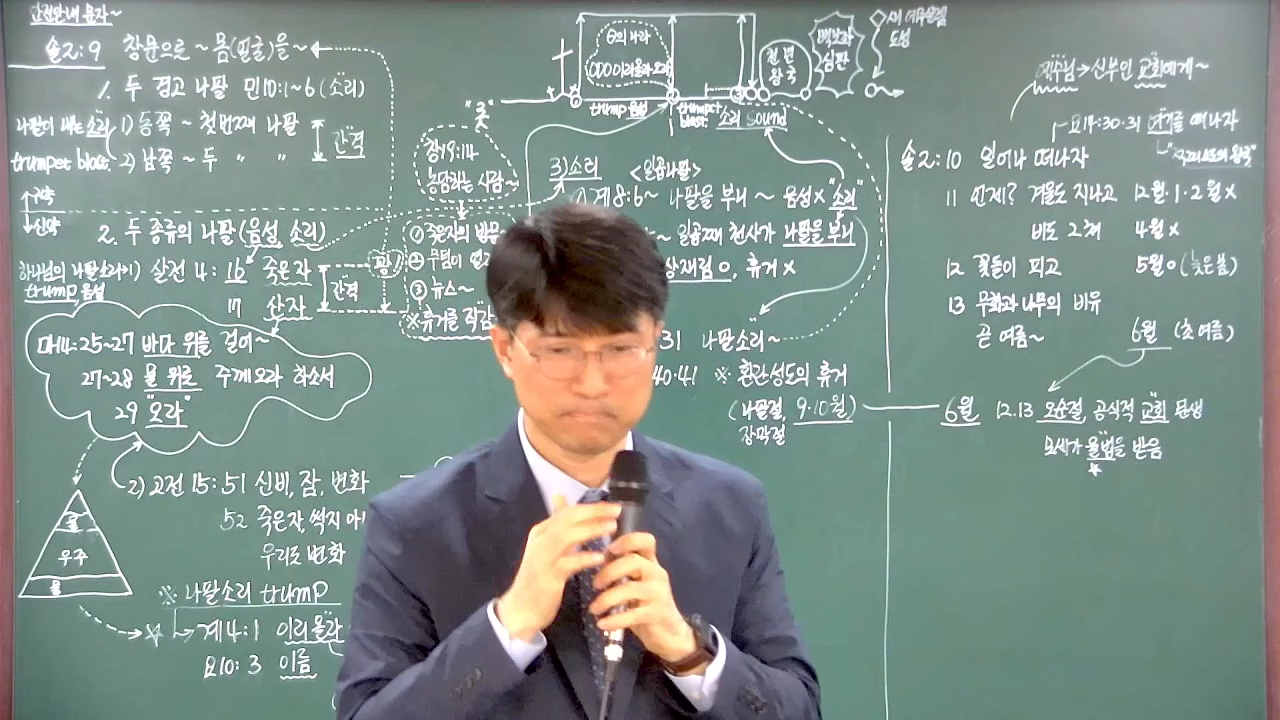 안전안내 문자~
솔2:9 창문으로 ~ 몸(얼굴)을~
1. 두 경고 나팔 민10:1~6 (소리)
나팔이 내는 소리 1) 동쪽 ~ 첫번째 나팔
간격
trumpet blast 2) 남쪽 ~ 두 〃 〃
구약
신약
2. 두 종류의 나팔 (음성, 소리)
하나님의 나팔소리 1) 살전 4: 16 죽은자
trump 음성
17 산자
간격
마14:25~27 바다 위를 걸어~
27~28 물 위로 주께 오라 하소서
29 "오라"
2) 고전 15:51 신비, 잠, 변화
52 죽은자, 썩지 아
우리도 변화
물
우주
물
※ 나팔소리 trump
계4:1 이리 올라
요10:3 이름
의 나라
OOO 이리 올라오라
천년 왕국
백보좌 심판
새 예루살렘
도성
trump 음성
trumpet blast
소리 Sound
"롯"
창19:14
농담하는 사람~
① 죽은자의 방문
② 무덤이 열
③ 뉴스~
※ 휴거를 직감
3) 소리 <일곱나팔>
계8:6~ 나팔을 부니 ~ 음성x "소리"
~ 일곱째 천사가 나팔을 부니
상재림 o, 휴거 x
31 나팔소리~
40·41 ※ 환난성도의 휴거
(나팔절, 9·10월)
장막절
예수님→신부인 교회에게~
요14:30·31 여기를 떠나자
솔2:10 일어나 떠나자
11 언제? 겨울도 지나고 12월·1·2월 x
비도 그쳐 4월 x
12 꽃들이 피고 5월 o (늦은봄)
13 무화과나무의 비유
곧 여름~ 6월 (초여름)
6월 12.13 오순절, 공식적 교회 탄생
모세가 율법을 받음